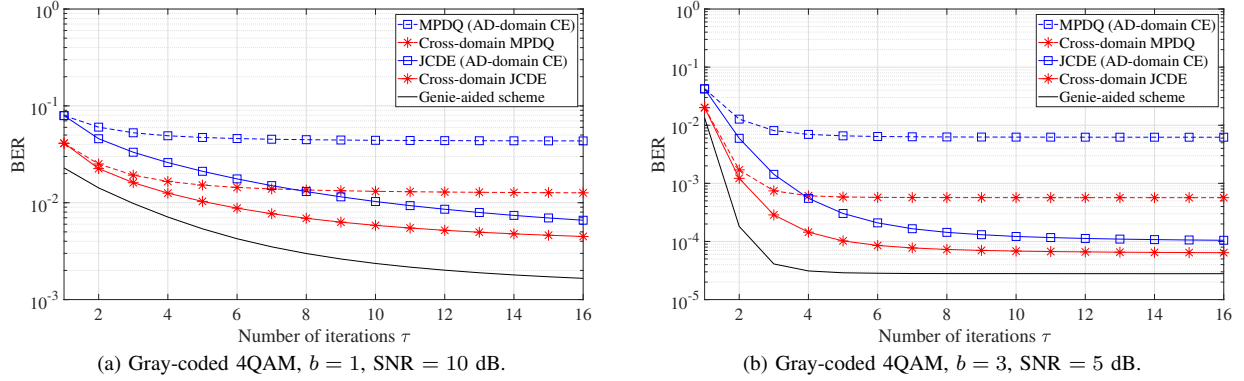 10^0
10^-1
10^-2
10^-3
BER
2 4 6 8 10 12 14 16
Number of iterations τ
MPDQ (AD-domain CE)
Cross-domain MPDQ
JCDE (AD-domain CE)
Cross-domain JCDE
Genie-aided scheme
(a) Gray-coded 4QAM, b = 1, SNR = 10 dB.
10^0
10^-1
10^-2
10^-3
10^-4
10^-5
BER
2 4 6 8 10 12 14 16
Number of iterations τ
MPDQ (AD-domain CE)
Cross-domain MPDQ
JCDE (AD-domain CE)
Cross-domain JCDE
Genie-aided scheme
(b) Gray-coded 4QAM, b = 3, SNR = 5 dB.